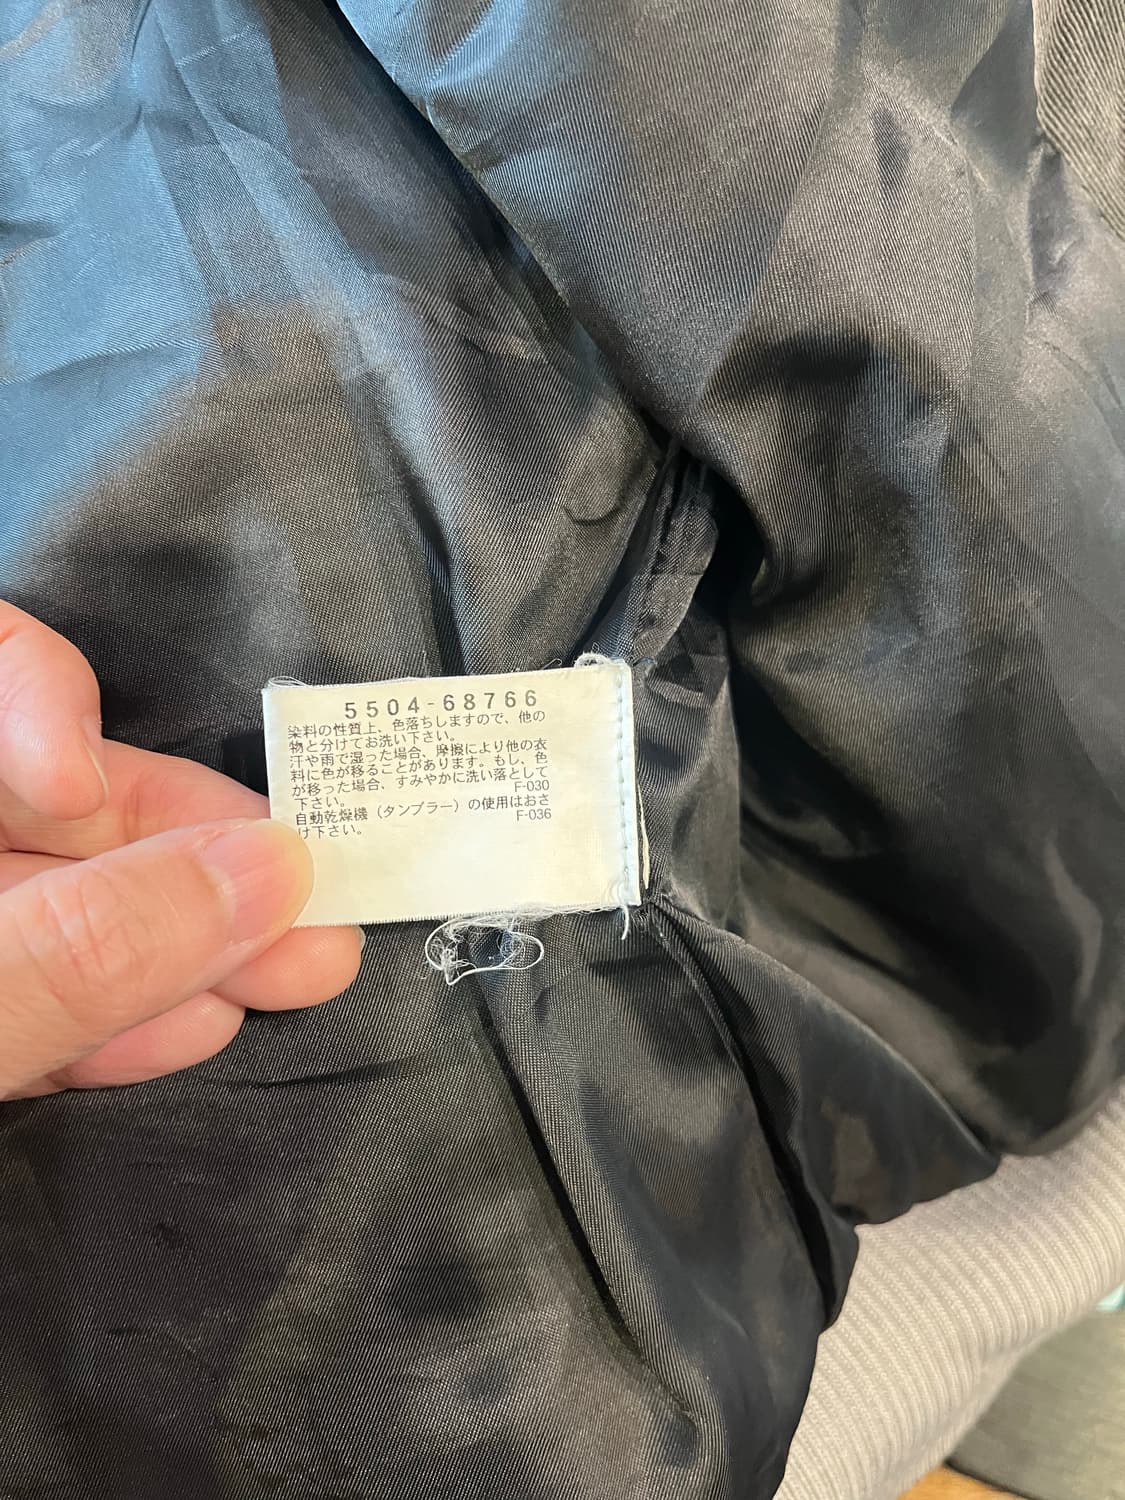 5504-68766
染料の性質上、色落ちしますので、他の
物と分けてお洗い下さい。
汗や雨で湿った場合、摩擦により他の衣
料に色が移ることがあります。もし、色
が移った場合、すみやかに洗い落として
下さい。 F-030
自動乾燥機（タンブラー）の使用はおさ
け下さい。 F-036